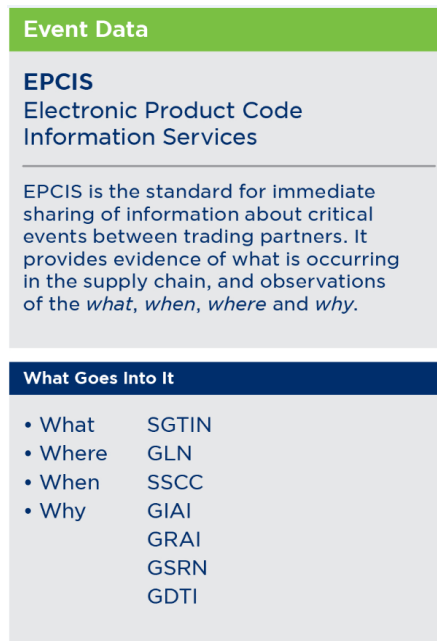 Event Data
EPCIS
Electronic Product Code
Information Services
EPCIS is the standard for immediate
sharing of information about critical
events between trading partners. It
provides evidence of what is occurring
in the supply chain, and observations
of the what, when, where and why.
What Goes Into It
• What SGTIN
• Where GLN
• When SSCC
• Why GIAI
GRAI
GSRN
GDTI